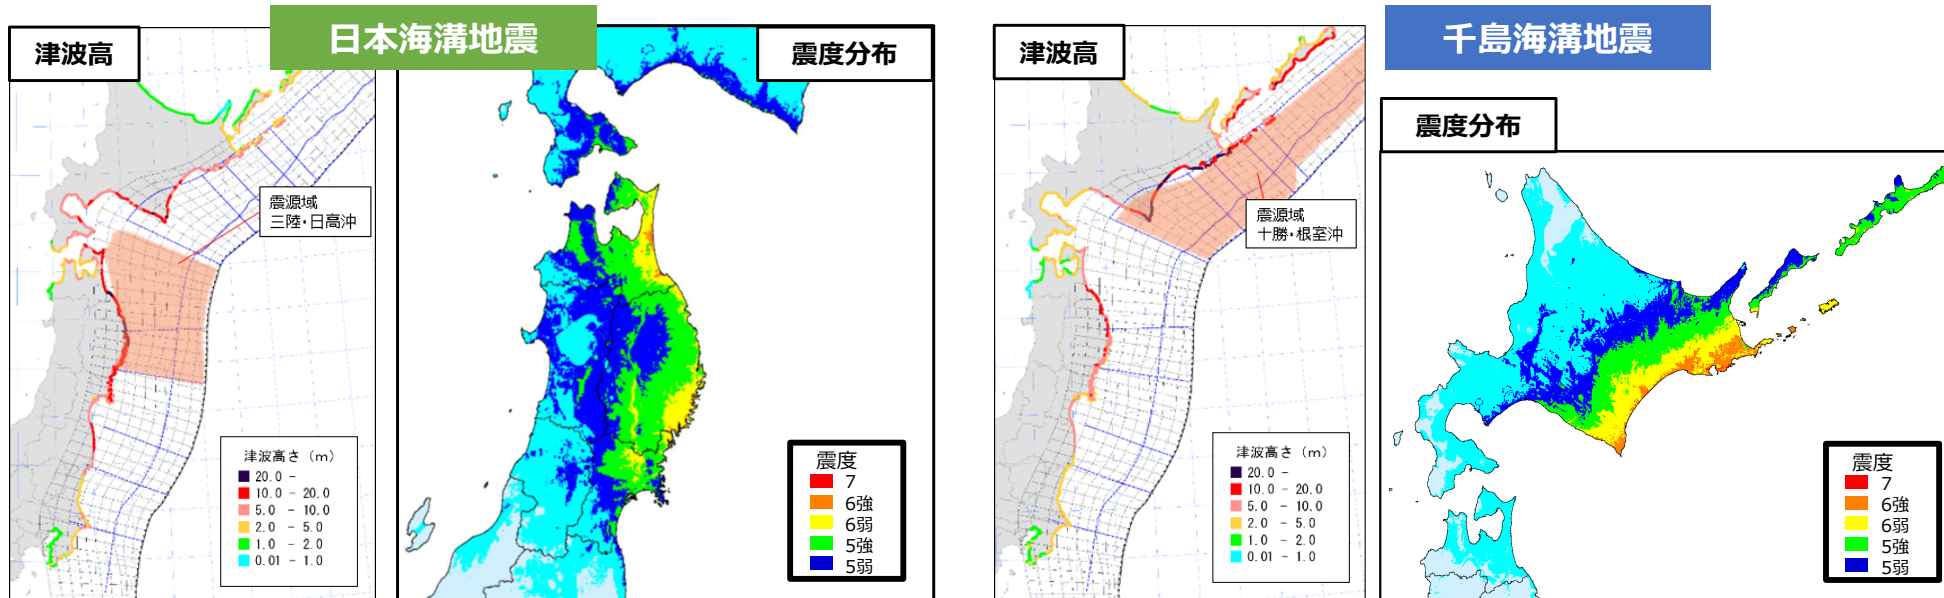 日本海溝地震
津波高
震源域
三陸・日高沖
津波高さ (m)
20.0 -
10.0 - 20.0
5.0 - 10.0
2.0 - 5.0
1.0 - 2.0
0.01 - 1.0
震度分布
震度
7
6強
6弱
5強
5弱
千島海溝地震
津波高
震源域
十勝・根室沖
津波高さ (m)
20.0 -
10.0 - 20.0
5.0 - 10.0
2.0 - 5.0
1.0 - 2.0
0.01 - 1.0
震度分布
震度
7
6強
6弱
5強
5弱